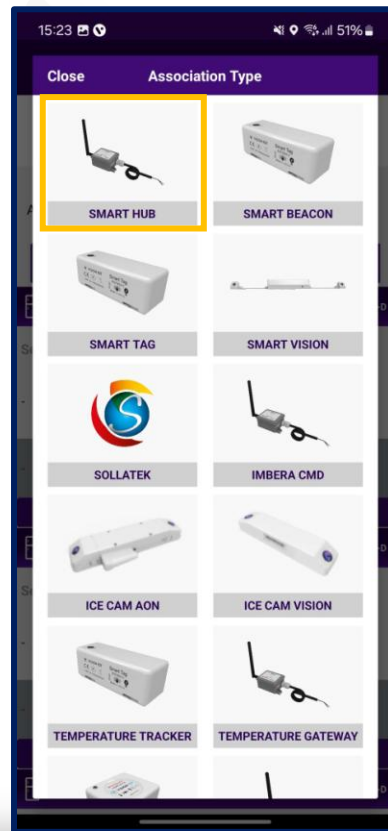 15:23
51%
Close Association Type
SMART HUB SMART BEACON
SMART TAG SMART VISION
SOLLATEK IMBERA CMD
ICE CAM AON ICE CAM VISION
TEMPERATURE TRACKER TEMPERATURE GATEWAY